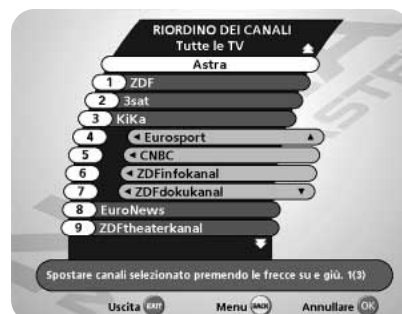 RIORDINO DEI CANALI
Tutte le TV
Astra
1 ZDF
2 3sat
3 KiKa
4 Eurosport
5 CNBC
6 ZDFinfokanal
7 ZDFdokukanal
8 EuroNews
9 ZDFtheaterkanal
Spostare canali selezionato premendo le frecce su e giù. 1(3)
Uscita EXIT Menu BACK Annullare OK